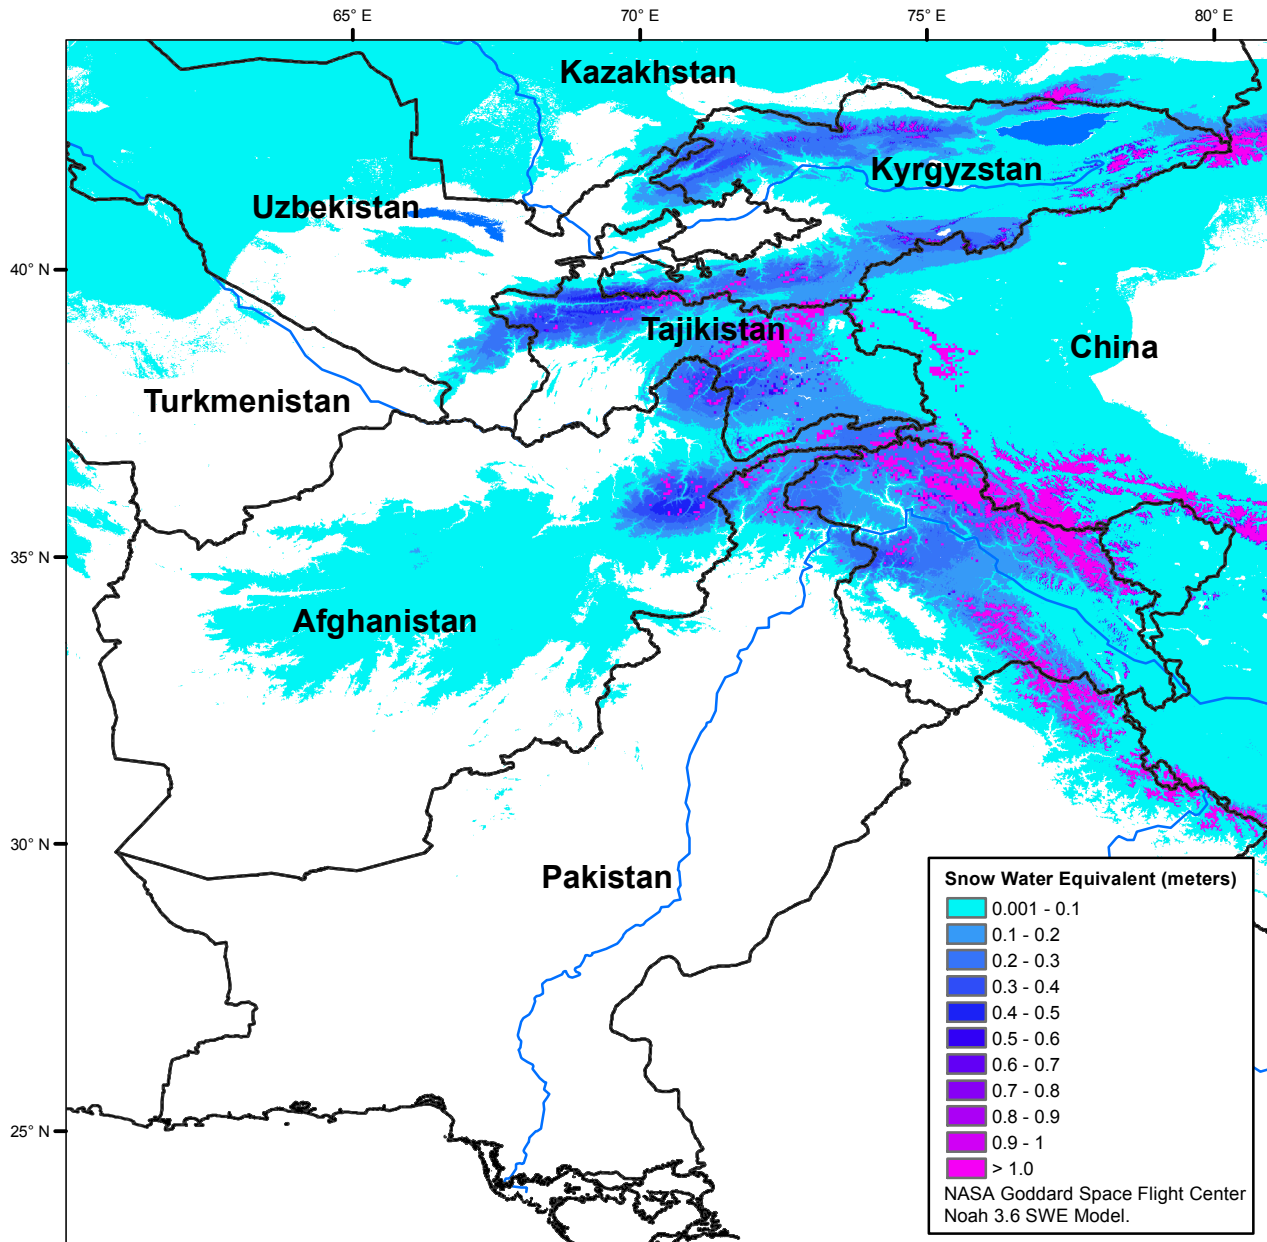 65° E 70° E 75° E 80° E
Kazakhstan
Kyrgyzstan
Uzbekistan
40° N
Tajikistan
China
Turkmenistan
35° N
Afghanistan
30° N
Pakistan
25° N
Snow Water Equivalent (meters)
0.001 - 0.1
0.1 - 0.2
0.2 - 0.3
0.3 - 0.4
0.4 - 0.5
0.5 - 0.6
0.6 - 0.7
0.7 - 0.8
0.8 - 0.9
0.9 - 1
> 1.0
NASA Goddard Space Flight Center
Noah 3.6 SWE Model.